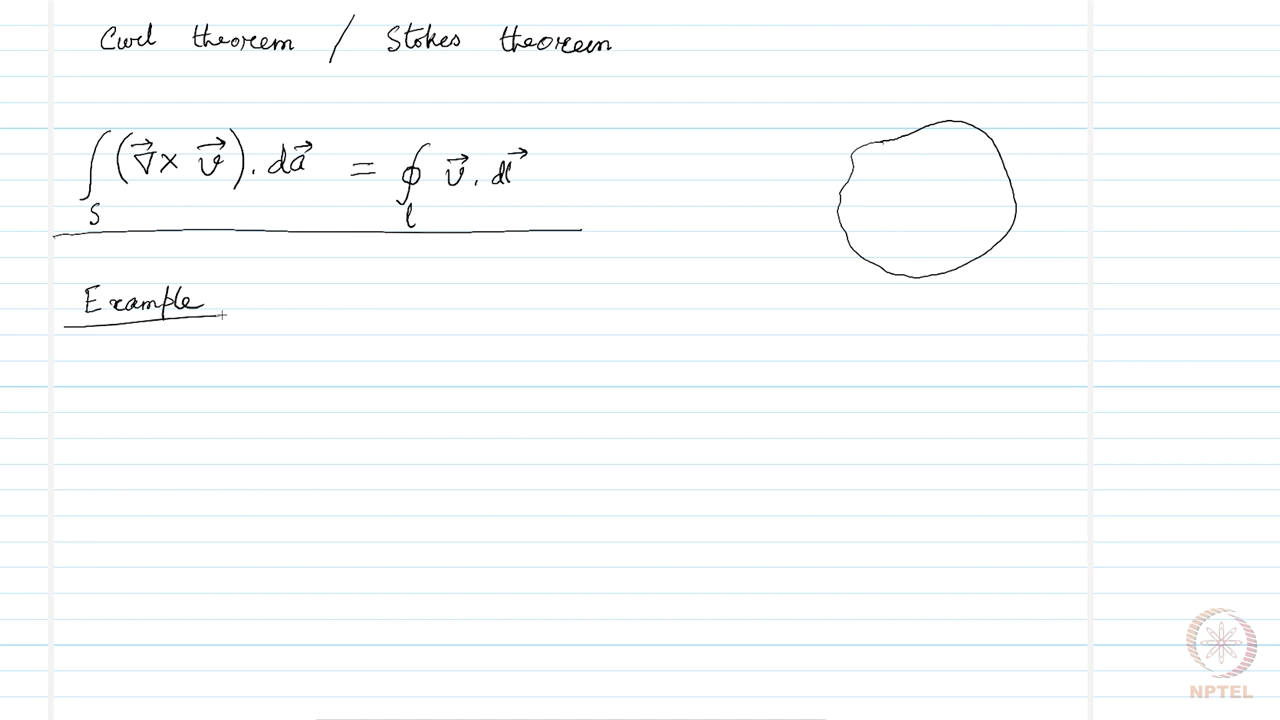 Curl theorem / Stokes theorem
∫_S (∇⃗ × v⃗) . da⃗ = ∮_l v⃗ . dl⃗
Example
NPTEL